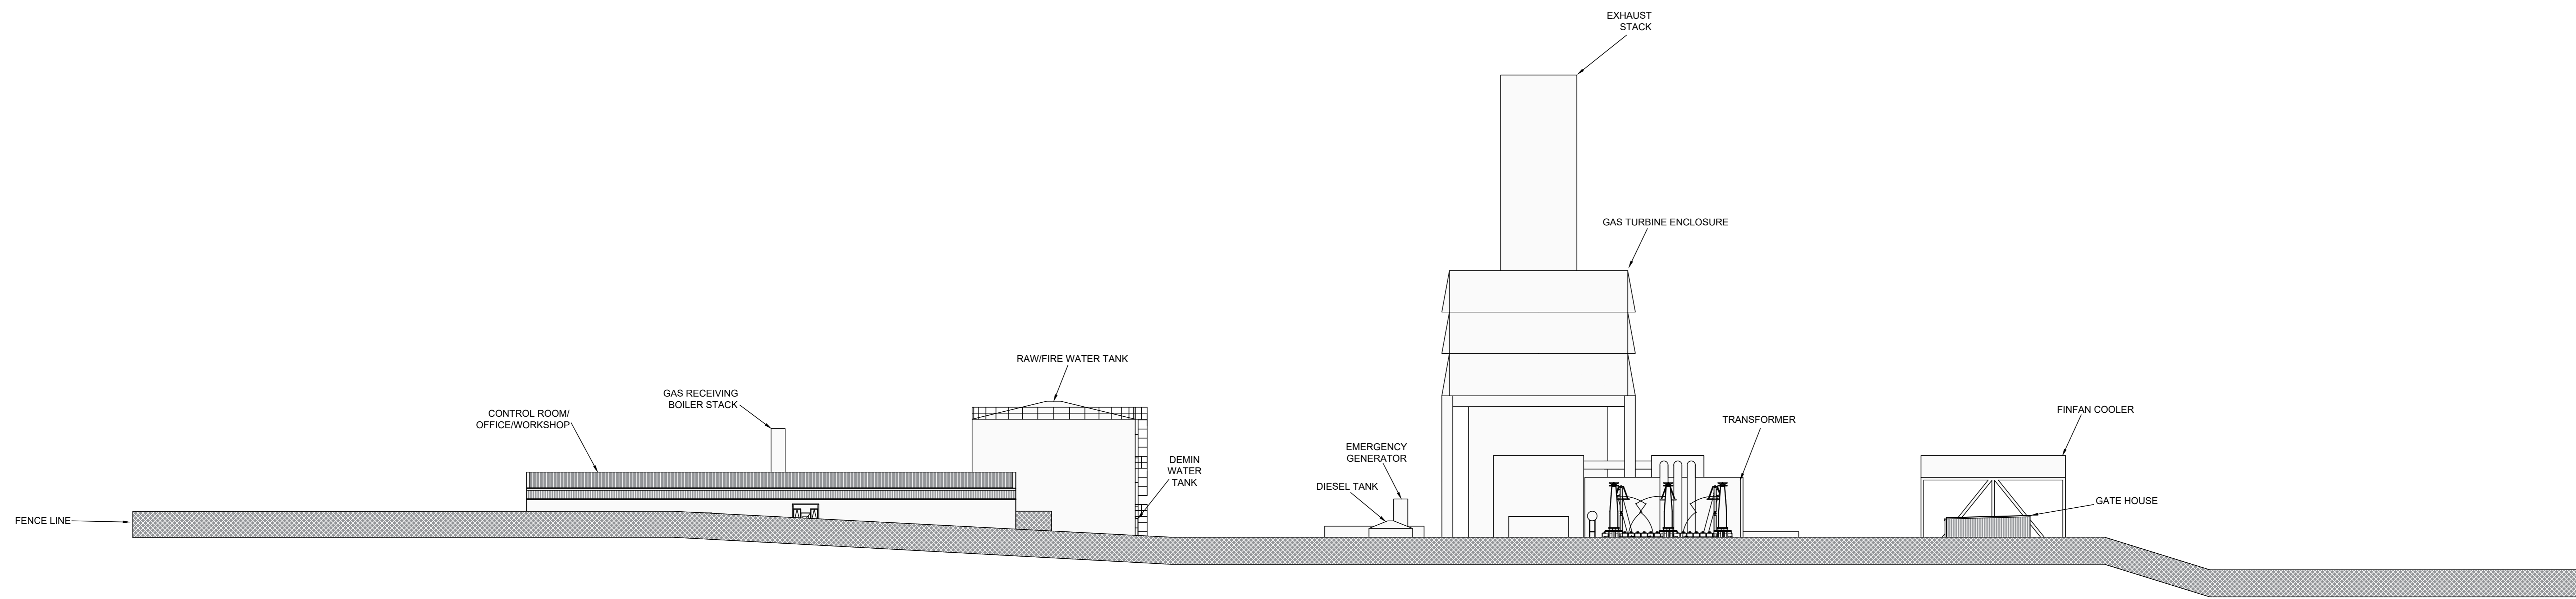 EXHAUST
STACK
GAS TURBINE ENCLOSURE
RAW/FIRE WATER TANK
GAS RECEIVING
BOILER STACK
CONTROL ROOM/
OFFICE/WORKSHOP
FINFAN COOLER
TRANSFORMER
EMERGENCY
GENERATOR
DEMIN
WATER
TANK
DIESEL TANK
GATE HOUSE
FENCE LINE